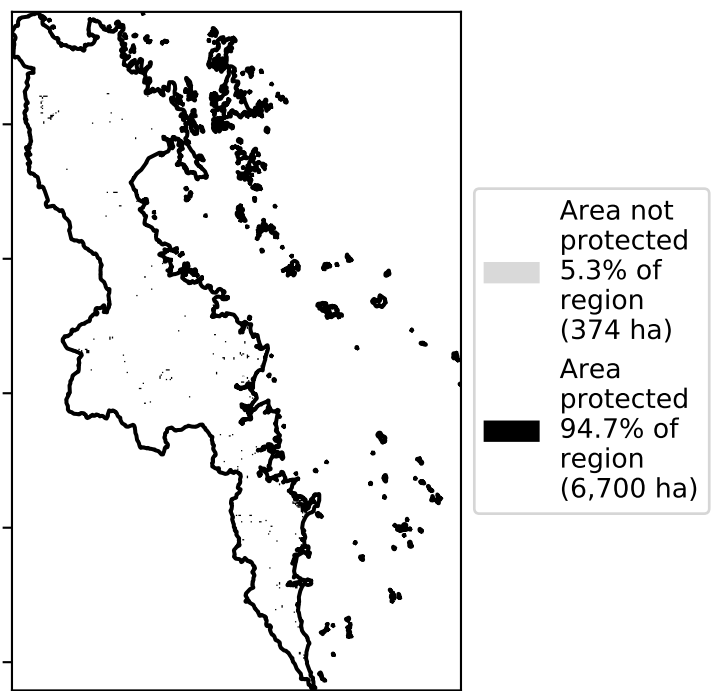 Area not
protected
5.3% of
region
(374 ha)
Area
protected
94.7% of
region
(6,700 ha)